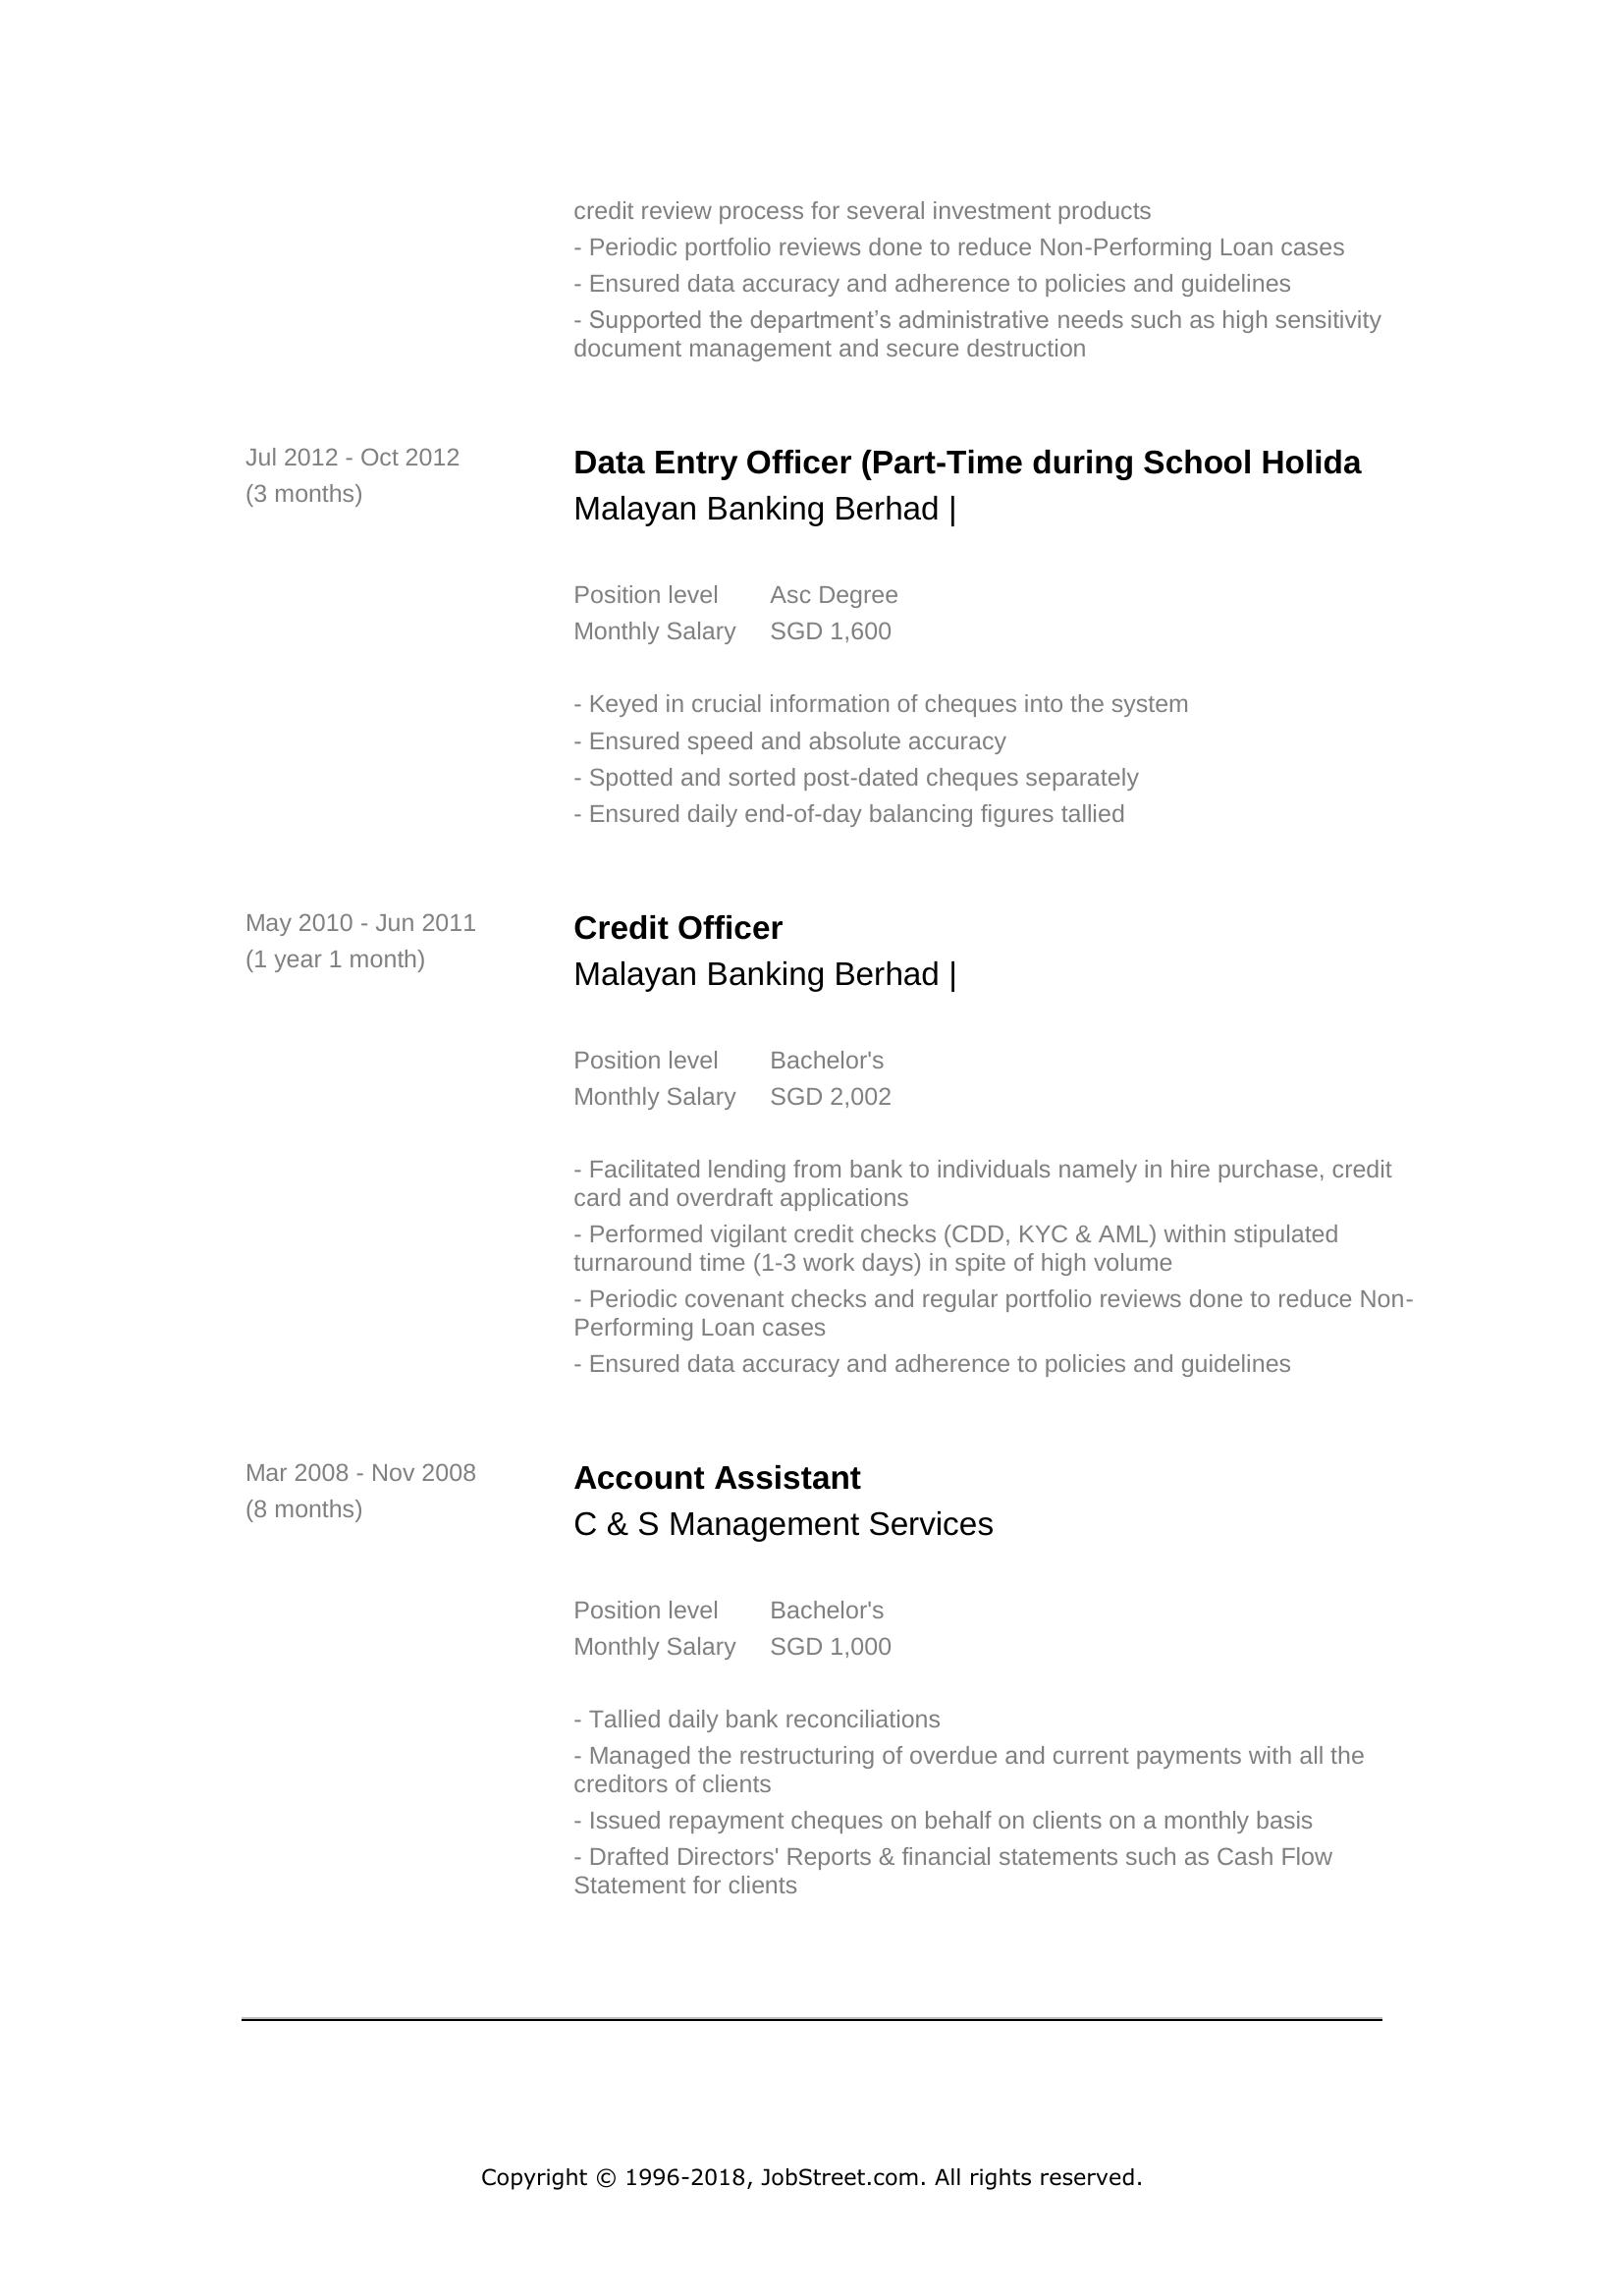 credit review process for several investment products
- Periodic portfolio reviews done to reduce Non-Performing Loan cases
- Ensured data accuracy and adherence to policies and guidelines
- Supported the department’s administrative needs such as high sensitivity
document management and secure destruction
Jul 2012 - Oct 2012
(3 months)
Data Entry Officer (Part-Time during School Holida
Malayan Banking Berhad |
Position level Asc Degree
Monthly Salary SGD 1,600
- Keyed in crucial information of cheques into the system
- Ensured speed and absolute accuracy
- Spotted and sorted post-dated cheques separately
- Ensured daily end-of-day balancing figures tallied
May 2010 - Jun 2011
(1 year 1 month)
Credit Officer
Malayan Banking Berhad |
Position level Bachelor's
Monthly Salary SGD 2,002
- Facilitated lending from bank to individuals namely in hire purchase, credit
card and overdraft applications
- Performed vigilant credit checks (CDD, KYC & AML) within stipulated
turnaround time (1-3 work days) in spite of high volume
- Periodic covenant checks and regular portfolio reviews done to reduce Non-
Performing Loan cases
- Ensured data accuracy and adherence to policies and guidelines
Mar 2008 - Nov 2008
(8 months)
Account Assistant
C & S Management Services
Position level Bachelor's
Monthly Salary SGD 1,000
- Tallied daily bank reconciliations
- Managed the restructuring of overdue and current payments with all the
creditors of clients
- Issued repayment cheques on behalf on clients on a monthly basis
- Drafted Directors' Reports & financial statements such as Cash Flow
Statement for clients
Copyright © 1996-2018, JobStreet.com. All rights reserved.